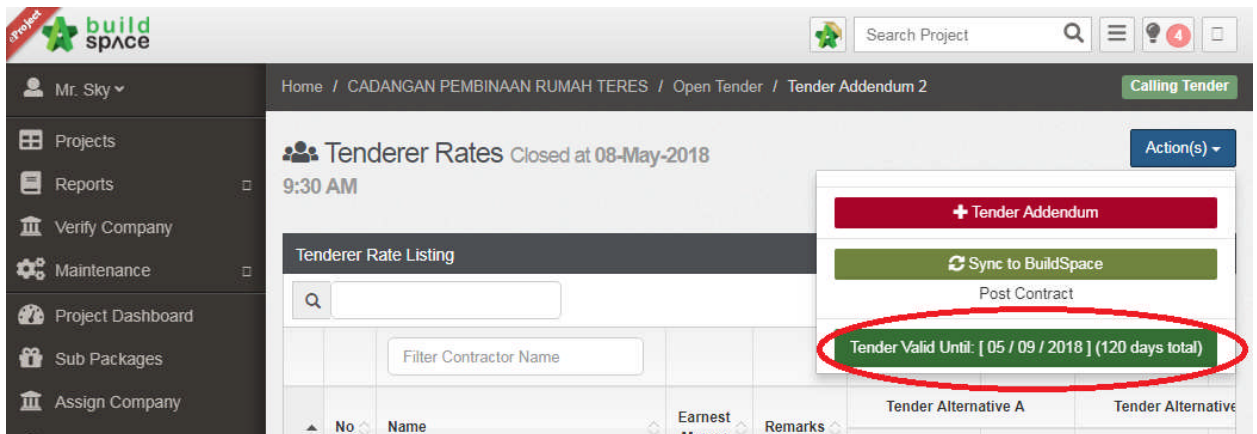 eProject
build
spʌce
Search Project
4
Mr. Sky
Home / CADANGAN PEMBINAAN RUMAH TERES / Open Tender / Tender Addendum 2
Calling Tender
Projects
Reports
Verify Company
Maintenance
Project Dashboard
Sub Packages
Assign Company
Tenderer Rates Closed at 08-May-2018
9:30 AM
Action(s)
Tender Addendum
Sync to BuildSpace
Post Contract
Tender Valid Until: [ 05 / 09 / 2018 ] (120 days total)
Tenderer Rate Listing
Filter Contractor Name
Tender Alternative A
Tender Alternative
No
Name
Earnest
Remarks